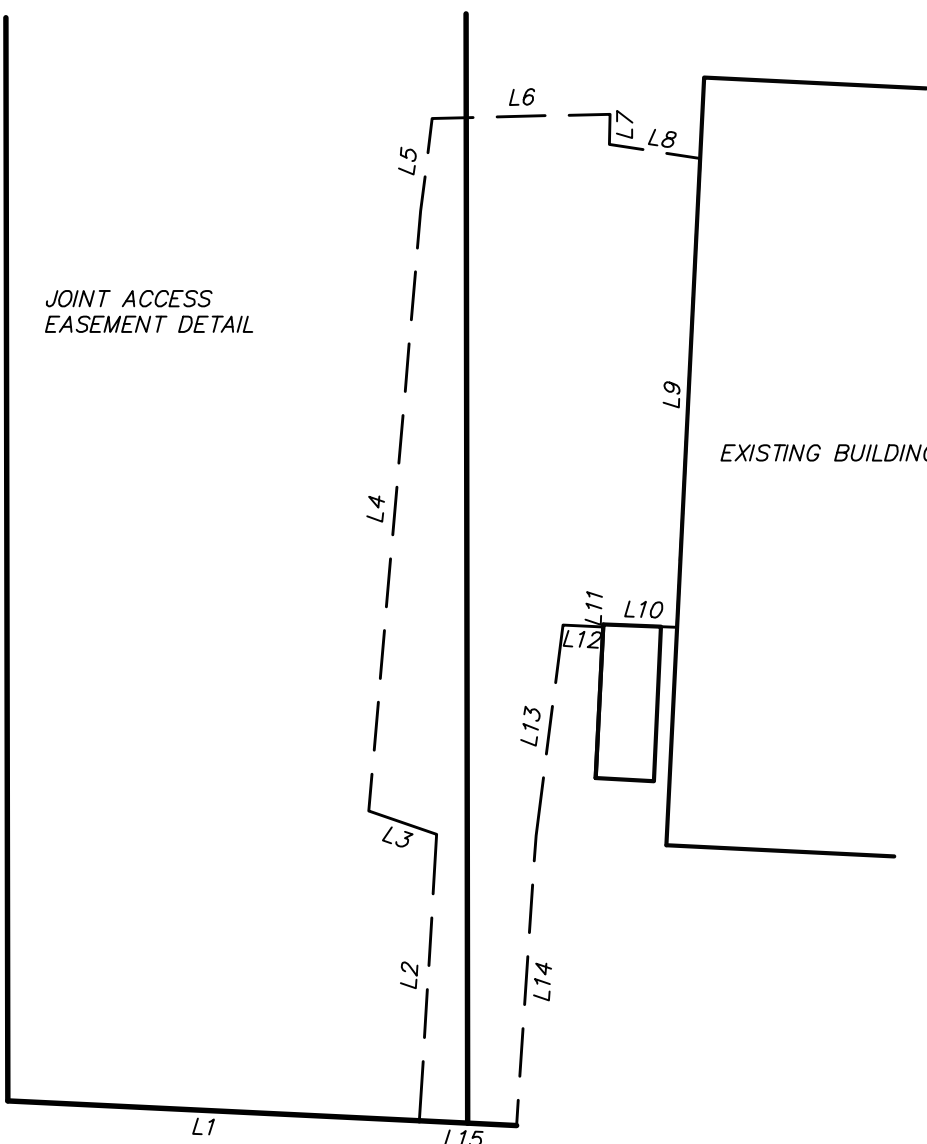 L6
L7
L8
L5
JOINT ACCESS
EASEMENT DETAIL
L9
EXISTING BUILDING
L4
L11
L10
L12
L13
L3
L2
L14
L1
L15